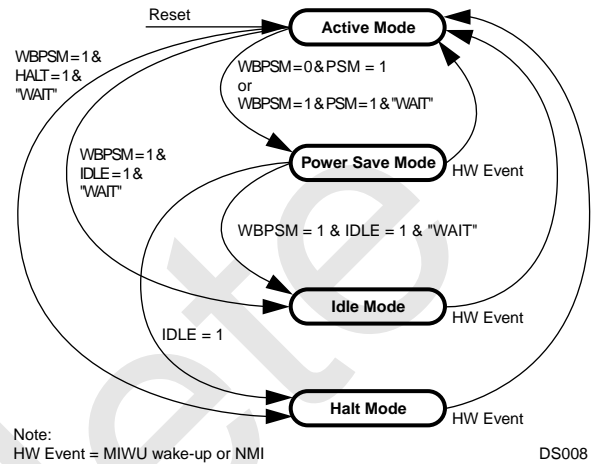 Reset
Active Mode
WBPSM=1&
HALT=1&
"WAIT"
WBPSM=0&PSM = 1
or
WBPSM=1&PSM=1&"WAIT"
WBPSM=1&
IDLE=1&
"WAIT"
Power Save Mode
HW Event
WBPSM = 1 & IDLE = 1 & "WAIT"
Idle Mode
HW Event
IDLE = 1
Halt Mode
HW Event
Note:
HW Event = MIWU wake-up or NMI
DS008
ete